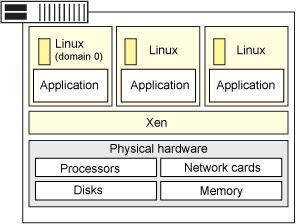 Linux
(domain 0)
Linux
Linux
Application
Application
Application
Xen
Physical hardware
Processors
Network cards
Disks
Memory